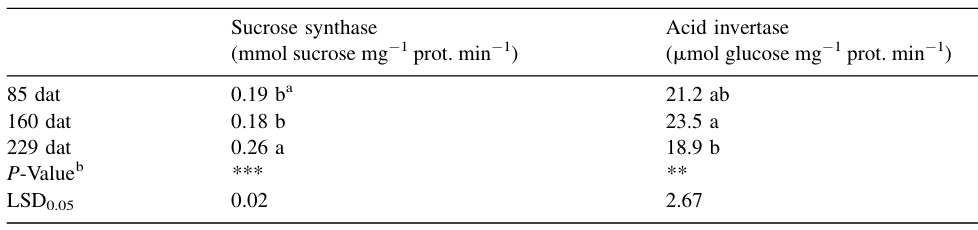 Sucrose synthase Acid invertase
(mmol sucrose mg⁻¹ prot. min⁻¹) (μmol glucose mg⁻¹ prot. min⁻¹)
85 dat 0.19 bᵃ 21.2 ab
160 dat 0.18 b 23.5 a
229 dat 0.26 a 18.9 b
P-Valueᵇ *** **
LSD₀.₀₅ 0.02 2.67